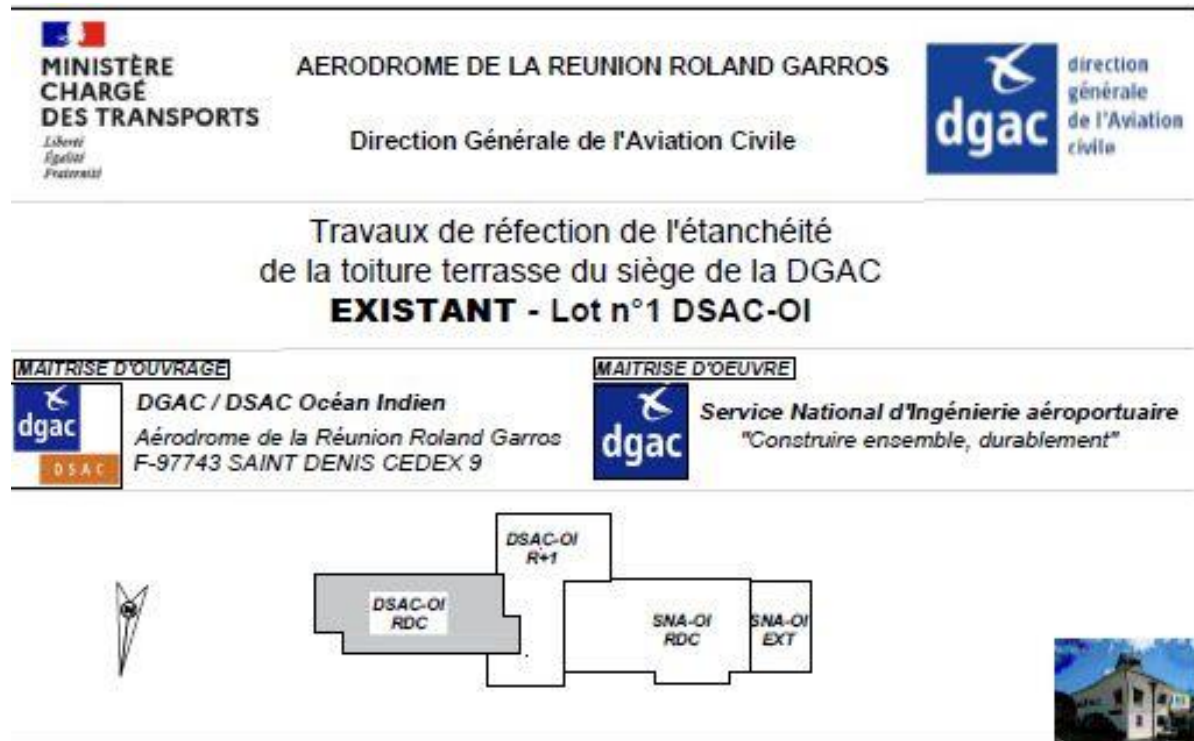 MINISTÈRE
CHARGÉ
DES TRANSPORTS
Liberté
Égalité
Fraternité
AERODROME DE LA REUNION ROLAND GARROS
Direction Générale de l'Aviation Civile
dgac
direction
générale
de l'Aviation
civile
Travaux de réfection de l'étanchéité
de la toiture terrasse du siège de la DGAC
EXISTANT - Lot n°1 DSAC-OI
MAITRISE D'OUVRAGE
dgac
DSAC
DGAC / DSAC Océan Indien
Aérodrome de la Réunion Roland Garros
F-97743 SAINT DENIS CEDEX 9
MAITRISE D'OEUVRE
dgac
Service National d'Ingénierie aéroportuaire
"Construire ensemble, durablement"
DSAC-OI
R+1
DSAC-OI
RDC
SNA-OI
RDC
SNA-OI
EXT
N